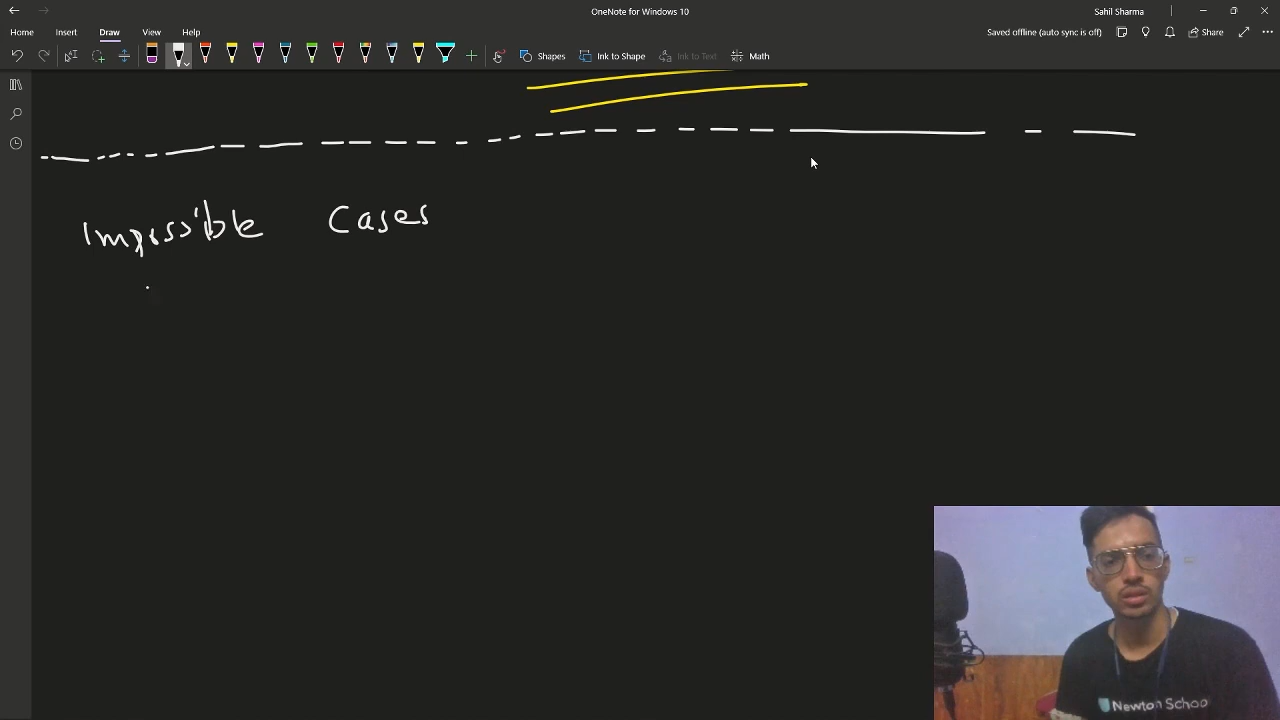 OneNote for Windows 10
Sahil Sharma
Home Insert Draw View Help
Saved offline (auto sync is off) Share
Shapes Ink to Shape Ink to Text Math
Impossible Cases
Newton School